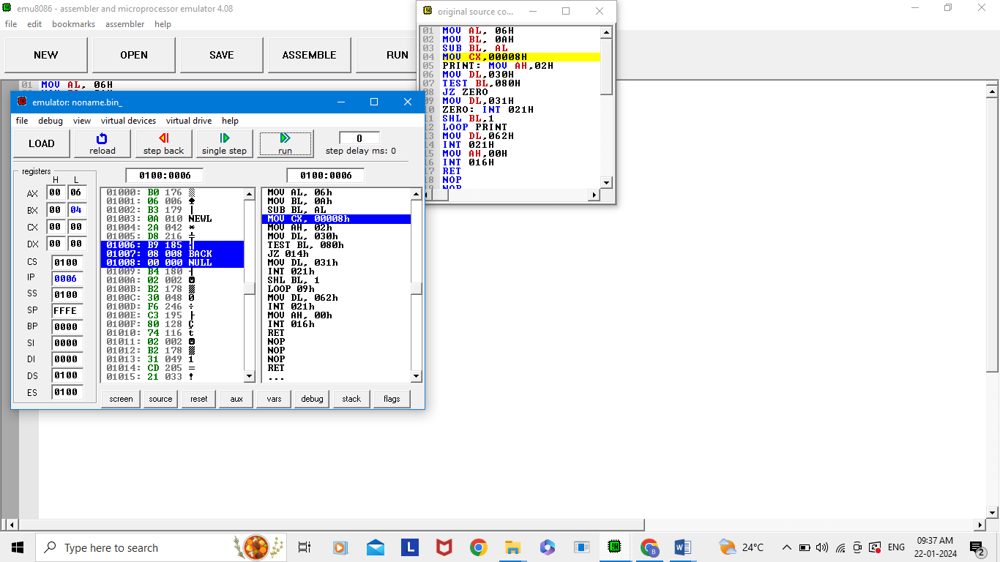 emu8086 - assembler and microprocessor emulator 4.08
file edit bookmarks assembler help
NEW OPEN SAVE ASSEMBLE RUN
01 MOV AL, 06H
original source co...
01 MOV AL, 06H
02 MOV BL, 0AH
03 SUB BL, AL
04 MOV CX,00008H
05 PRINT: MOV AH,02H
06 MOV DL,030H
07 TEST BL,080H
08 JZ ZERO
09 MOV DL,031H
10 ZERO: INT 021H
11 SHL BL,1
12 LOOP PRINT
13 MOV DL,062H
14 INT 021H
15 MOV AH,00H
16 INT 016H
17 RET
18 NOP
19 NOP
emulator: noname.bin_
file debug view virtual devices virtual drive help
LOAD reload step back single step run 0
step delay ms: 0
registers
H L
AX 00 06
BX 00 04
CX 00 00
DX 00 00
CS 0100
IP 0006
SS 0100
SP FFFE
BP 0000
SI 0000
DI 0000
DS 0100
ES 0100
0100:0006 0100:0006
01000: B0 176 ▒
01001: 06 006 ♠
01002: B3 179 │
01003: 0A 010 NEWL
01004: 2A 042 *
01005: D8 216 ╪
01006: B9 185 ╣
01007: 08 008 BACK
01008: 00 000 NULL
01009: B4 180 ┤
0100A: 02 002 ☻
0100B: B2 178 ▓
0100C: 30 048 0
0100D: F6 246 ÷
0100E: C3 195 ├
0100F: 80 128 Ç
01010: 74 116 t
01011: 02 002 ☻
01012: B2 178 ▓
01013: 31 049 1
01014: CD 205 =
01015: 21 033 !
MOV AL, 06h
MOV BL, 0Ah
SUB BL, AL
MOV CX, 00008h
MOV AH, 02h
MOV DL, 030h
TEST BL, 080h
JZ 014h
MOV DL, 031h
INT 021h
SHL BL, 1
LOOP 09h
MOV DL, 062h
INT 021h
MOV AH, 00h
INT 016h
RET
NOP
NOP
NOP
RET
...
screen source reset aux vars debug stack flags
Type here to search
24°C
ENG
09:37 AM
22-01-2024
2